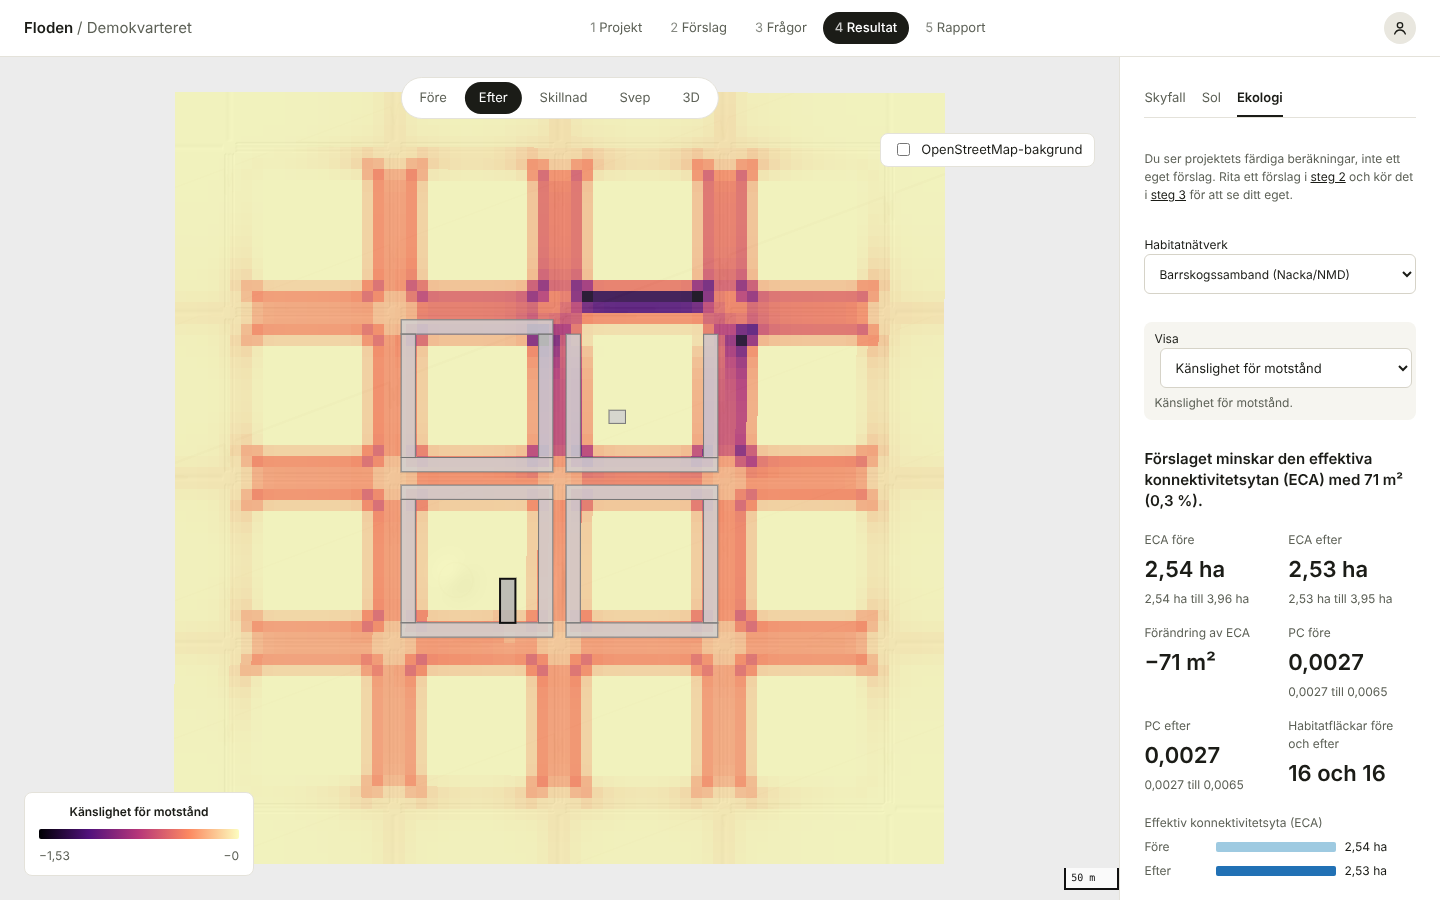 Floden / Demokvarteret
1 Projekt
2 Förslag
3 Frågor
4 Resultat
5 Rapport
Före
Efter
Skillnad
Svep
3D
OpenStreetMap-bakgrund
Känslighet för motstånd
−1,53
−0
50 m
Skyfall
Sol
Ekologi
Du ser projektets färdiga beräkningar, inte ett
eget förslag. Rita ett förslag i steg 2 och kör det
i steg 3 för att se ditt eget.
Habitatnätverk
Barrskogssamband (Nacka/NMD)
Visa
Känslighet för motstånd
Känslighet för motstånd.
Förslaget minskar den effektiva
konnektivitetsytan (ECA) med 71 m²
(0,3 %).
ECA före
2,54 ha
2,54 ha till 3,96 ha
ECA efter
2,53 ha
2,53 ha till 3,95 ha
Förändring av ECA
−71 m²
PC före
0,0027
0,0027 till 0,0065
PC efter
0,0027
0,0027 till 0,0065
Habitatfläckar före
och efter
16 och 16
Effektiv konnektivitetsyta (ECA)
Före 2,54 ha
Efter 2,53 ha